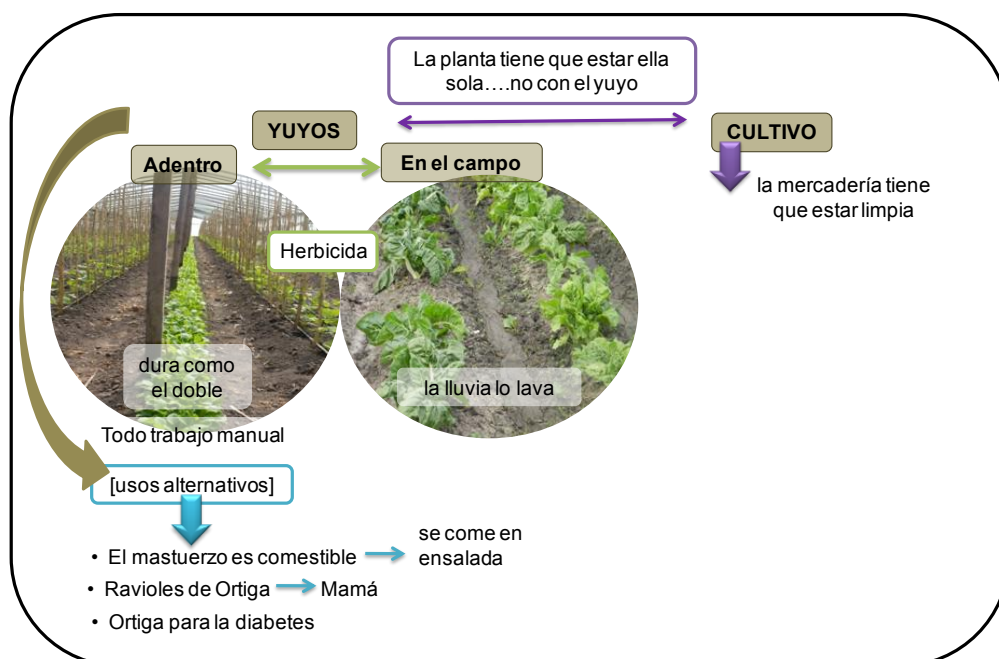 La planta tiene que estar ella
sola….no con el yuyo
YUYOS
CULTIVO
Adentro
En el campo
la mercadería tiene
que estar limpia
Herbicida
dura como
el doble
la lluvia lo lava
Todo trabajo manual
[usos alternativos]
• El mastuerzo es comestible
se come en
ensalada
• Ravioles de Ortiga
Mamá
• Ortiga para la diabetes